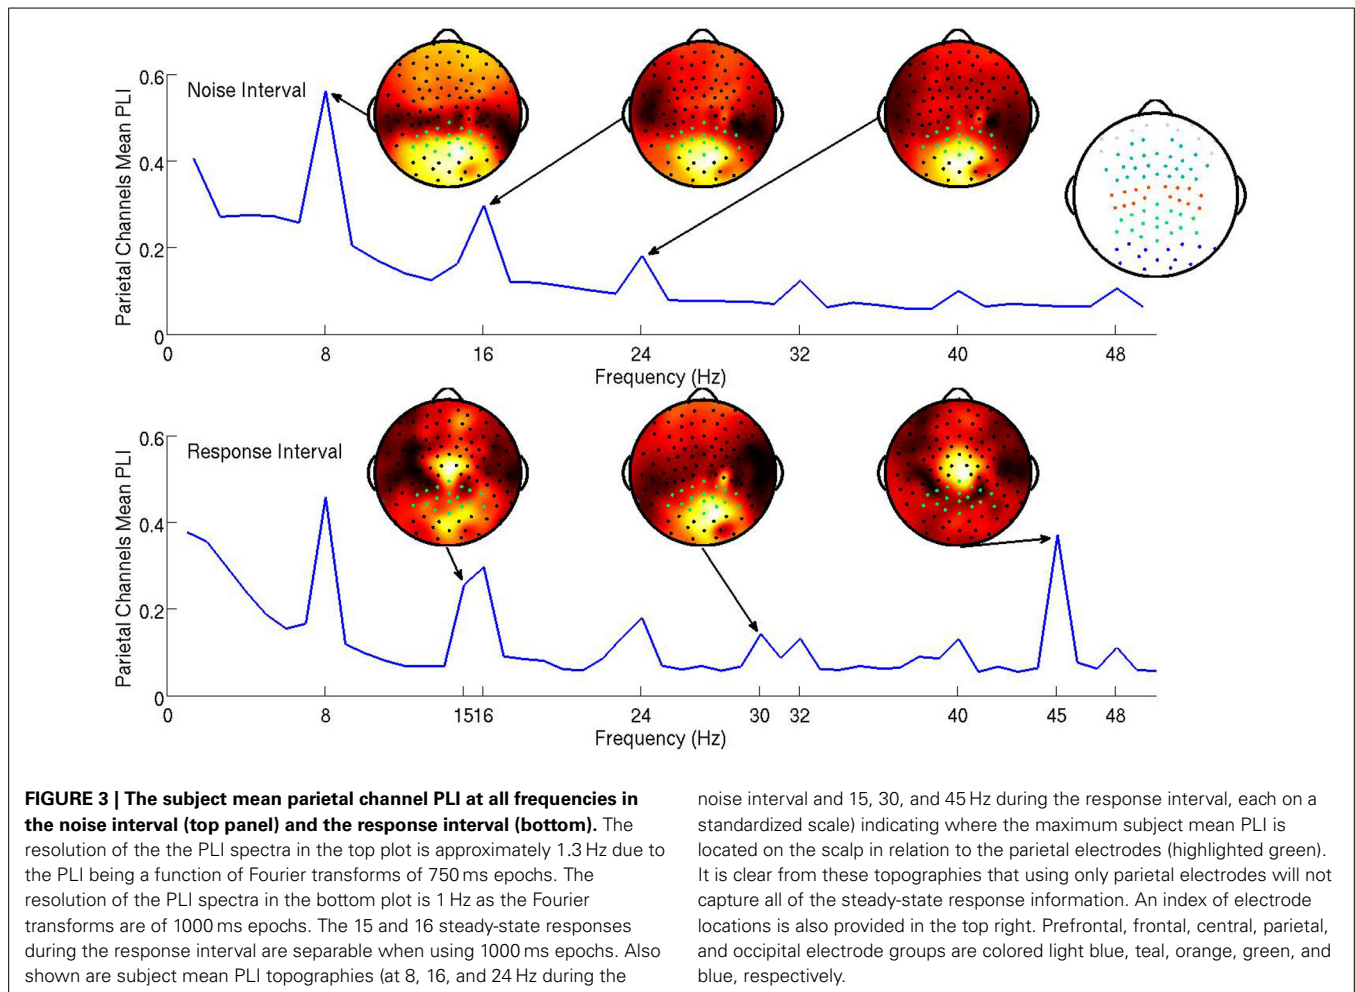 Noise Interval
Parietal Channels Mean PLI
0.6
0.4
0.2
0
0 8 16 24 32 40 48
Frequency (Hz)
Response Interval
Parietal Channels Mean PLI
0.6
0.4
0.2
0
0 8 1516 24 30 32 40 45 48
Frequency (Hz)
FIGURE 3 | The subject mean parietal channel PLI at all frequencies in
the noise interval (top panel) and the response interval (bottom). The
resolution of the the PLI spectra in the top plot is approximately 1.3 Hz due to
the PLI being a function of Fourier transforms of 750 ms epochs. The
resolution of the PLI spectra in the bottom plot is 1 Hz as the Fourier
transforms are of 1000 ms epochs. The 15 and 16 steady-state responses
during the response interval are separable when using 1000 ms epochs. Also
shown are subject mean PLI topographies (at 8, 16, and 24 Hz during the
noise interval and 15, 30, and 45 Hz during the response interval, each on a
standardized scale) indicating where the maximum subject mean PLI is
located on the scalp in relation to the parietal electrodes (highlighted green).
It is clear from these topographies that using only parietal electrodes will not
capture all of the steady-state response information. An index of electrode
locations is also provided in the top right. Prefrontal, frontal, central, parietal,
and occipital electrode groups are colored light blue, teal, orange, green, and
blue, respectively.